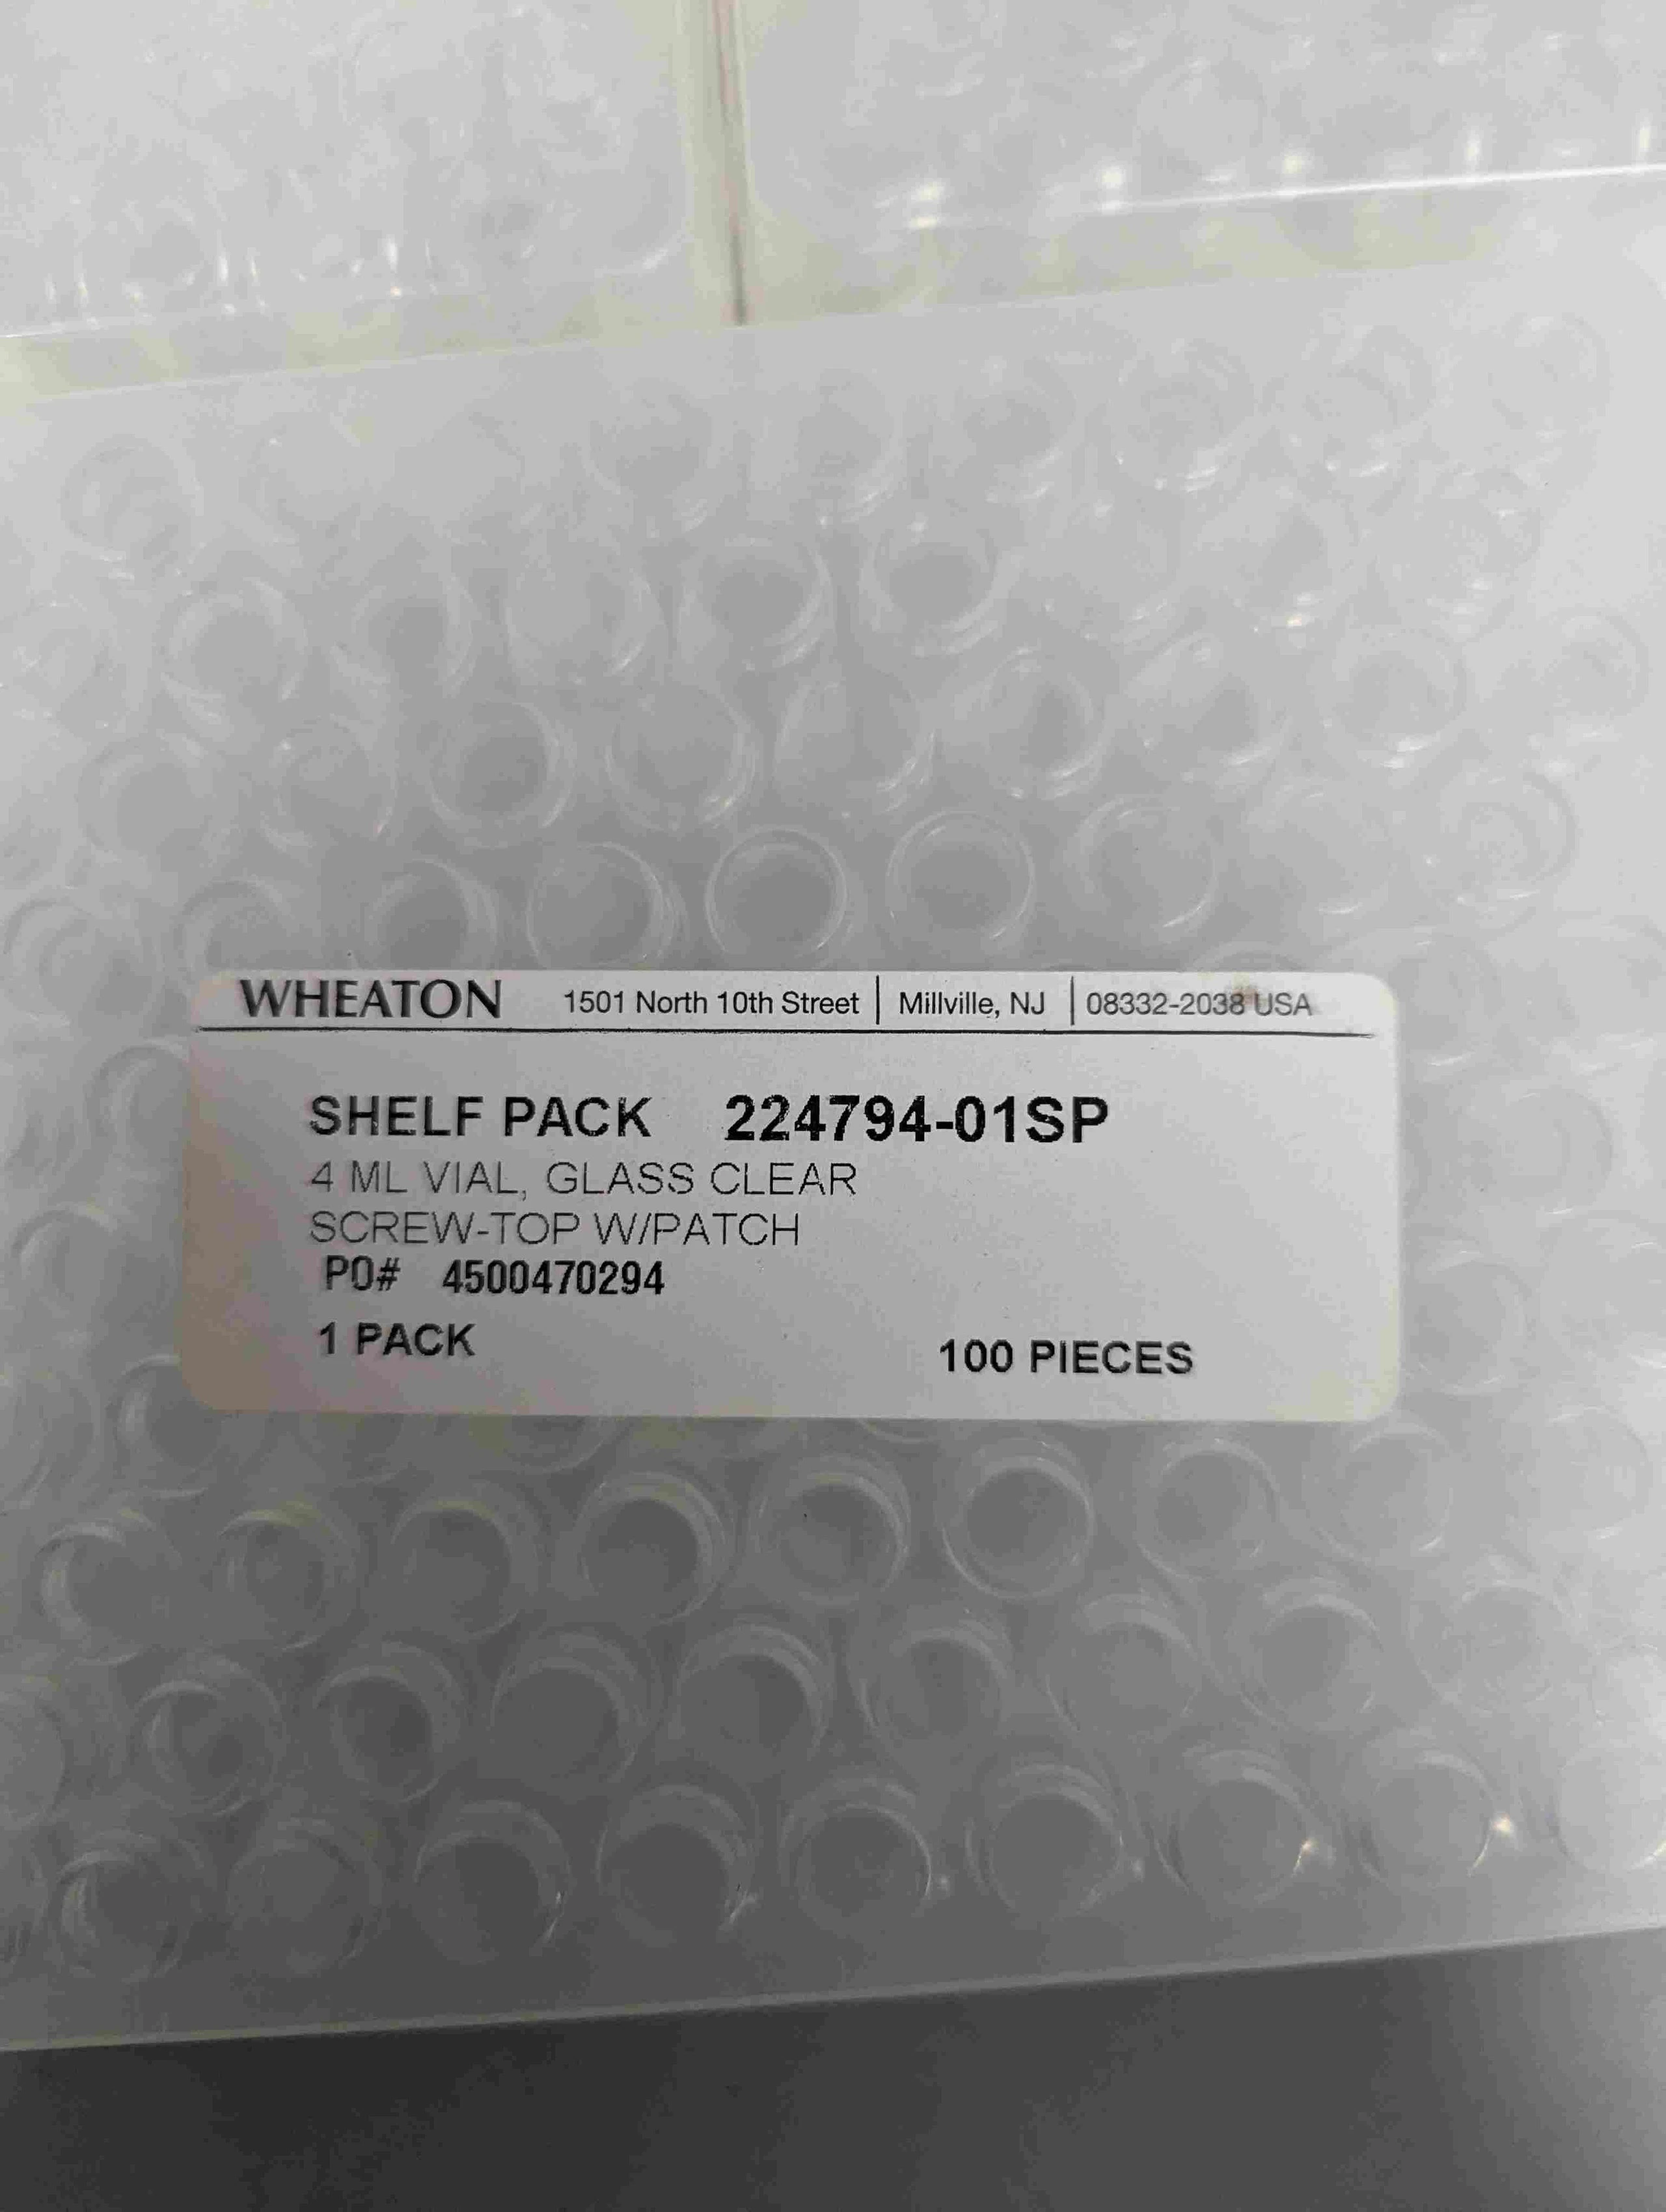 WHEATON 1501 North 10th Street | Millville, NJ | 08332-2038 USA
SHELF PACK 224794-01SP
4 ML VIAL, GLASS CLEAR
SCREW-TOP W/PATCH
PO# 4500470294
1 PACK 100 PIECES